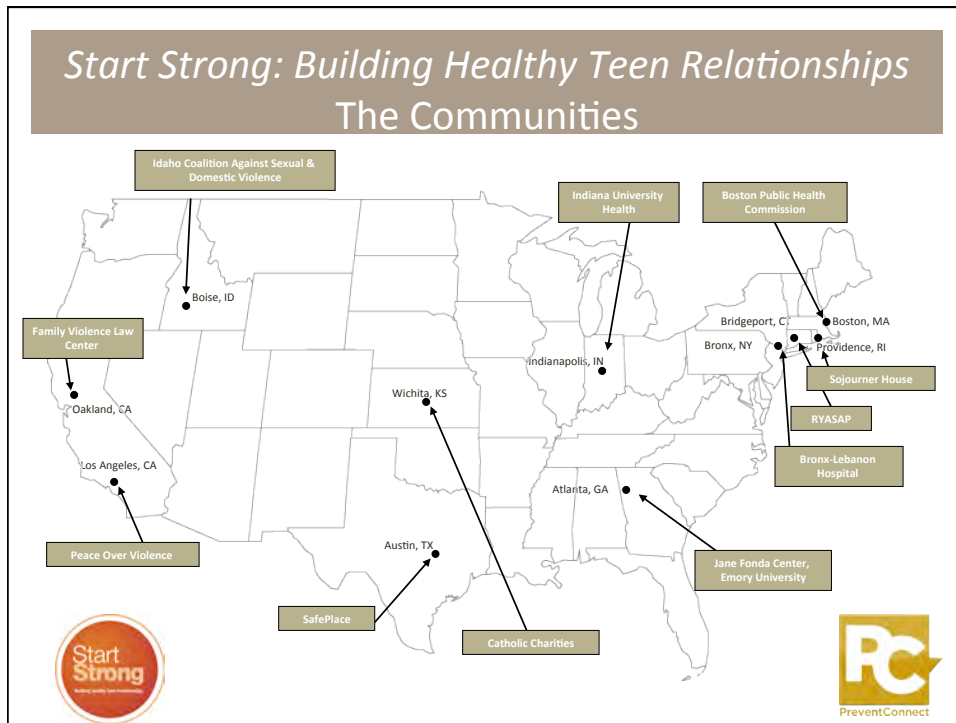 Start Strong: Building Healthy Teen Relationships
The Communities
Idaho Coalition Against Sexual &
Domestic Violence
Indiana University
Health
Boston Public Health
Commission
Boise, ID
Family Violence Law
Center
Bridgeport, C
Boston, MA
Bronx, NY
Providence, RI
Indianapolis, IN
Sojourner House
Wichita, KS
Oakland, CA
RYASAP
Bronx-Lebanon
Hospital
Los Angeles, CA
Atlanta, GA
Peace Over Violence
Austin, TX
Jane Fonda Center,
Emory University
SafePlace
Catholic Charities
Start
Strong
PC
PreventConnect